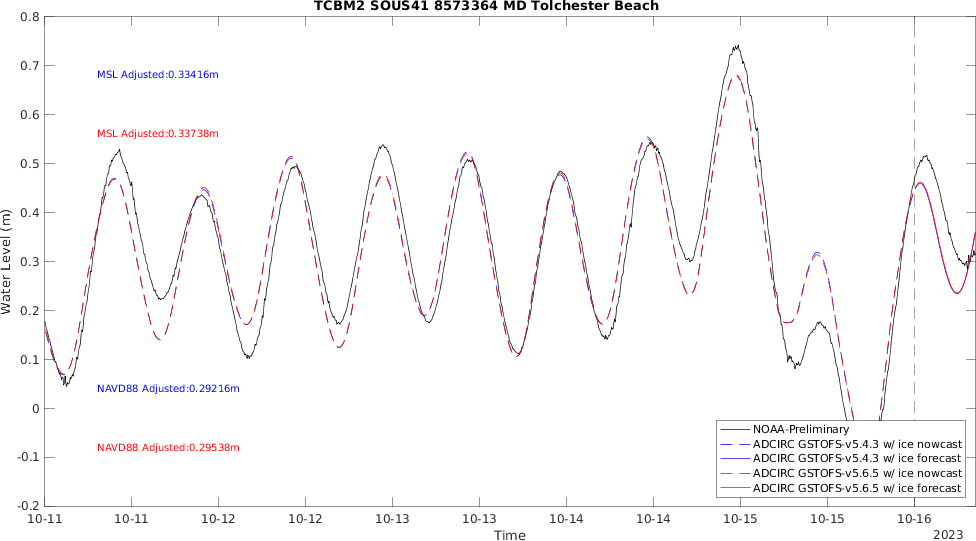 TCBM2 SOUS41 8573364 MD Tolchester Beach
0.8
0.7
0.6
0.5
0.4
0.3
0.2
0.1
0
-0.1
-0.2
Water Level (m)
MSL Adjusted:0.33416m
MSL Adjusted:0.33738m
NAVD88 Adjusted:0.29216m
NAVD88 Adjusted:0.29538m
NOAA-Preliminary
ADCIRC GSTOFS-v5.4.3 w/ ice nowcast
ADCIRC GSTOFS-v5.4.3 w/ ice forecast
ADCIRC GSTOFS-v5.6.5 w/ ice nowcast
ADCIRC GSTOFS-v5.6.5 w/ ice forecast
10-11 10-11 10-12 10-12 10-13 10-13 10-14 10-14 10-15 10-15 10-16
Time
2023